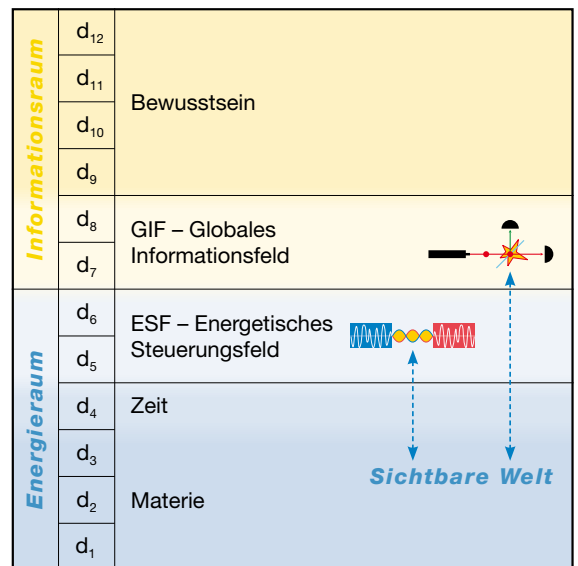 Informationsraum
d₁₂
d₁₁
d₁₀
d₉
Bewusstsein
d₈
d₇
GIF – Globales
Informationsfeld
Energieraum
d₆
d₅
ESF – Energetisches
Steuerungsfeld
d₄
Zeit
d₃
d₂
d₁
Materie
Sichtbare Welt